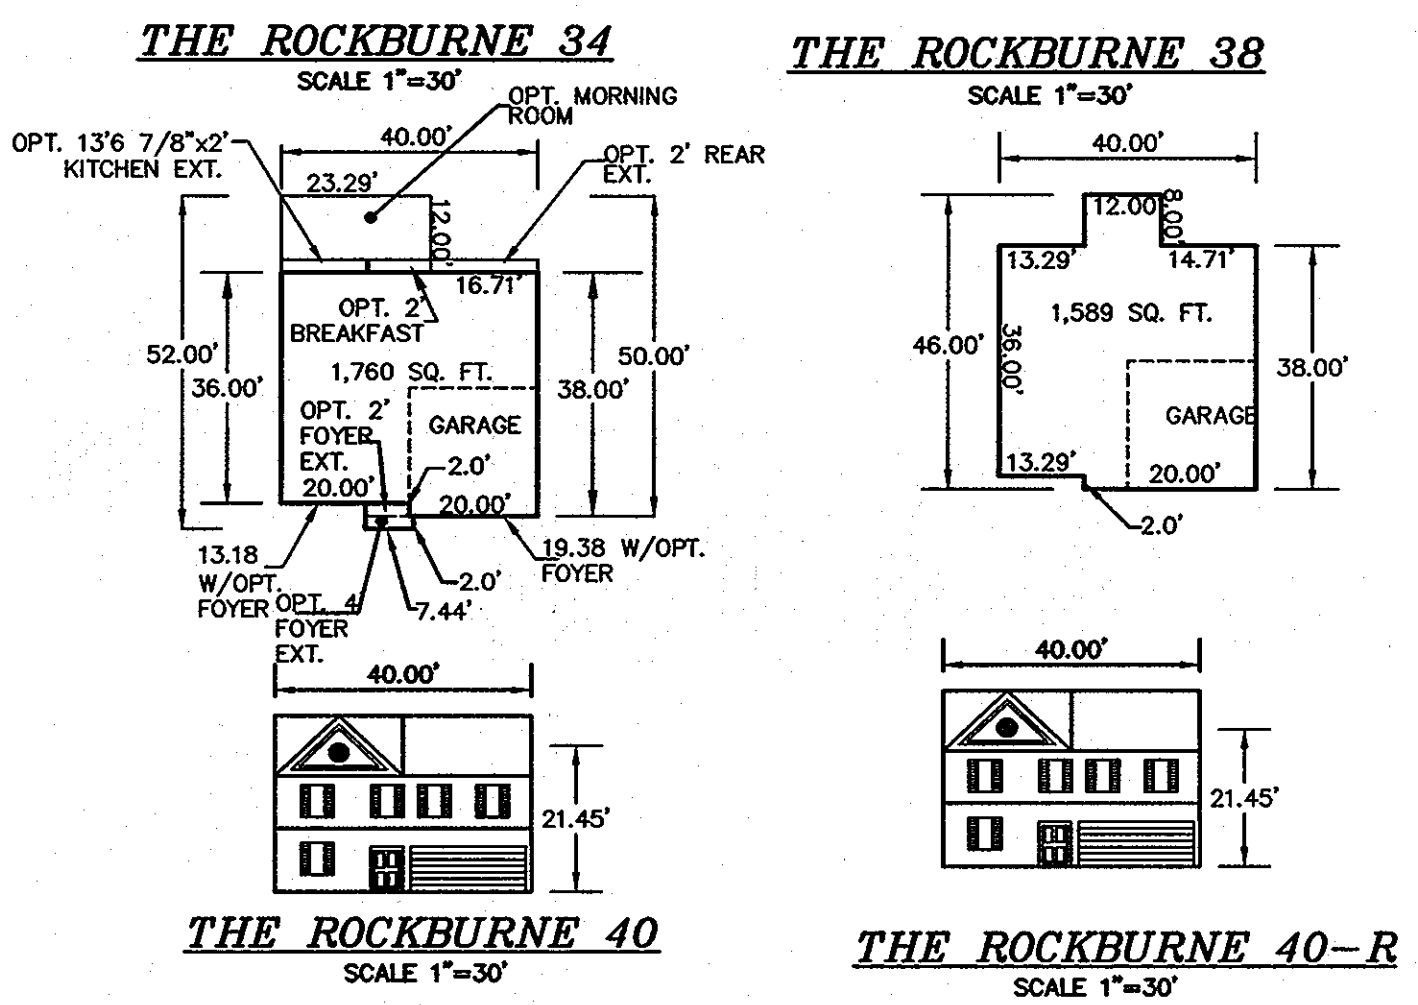 THE ROCKBURNE 34
SCALE 1"=30'
OPT. MORNING
ROOM
OPT. 13'6 7/8"x2'
KITCHEN EXT.
40.00'
OPT. 2' REAR
EXT.
23.29'
12.00'
16.71'
OPT. 2'
BREAKFAST
52.00'
36.00'
1,760 SQ. FT.
50.00'
38.00'
OPT. 2'
FOYER
EXT.
GARAGE
2.0'
20.00'
20.00'
13.18
W/OPT.
FOYER
OPT. 4
FOYER
EXT.
2.0'
7.44'
19.38 W/OPT.
FOYER
40.00'
21.45'
THE ROCKBURNE 40
SCALE 1"=30'
THE ROCKBURNE 38
SCALE 1"=30'
40.00'
12.00'
8.00'
13.29'
14.71'
1,589 SQ. FT.
46.00'
36.00'
38.00'
GARAGE
13.29'
20.00'
2.0'
40.00'
21.45'
THE ROCKBURNE 40-R
SCALE 1"=30'